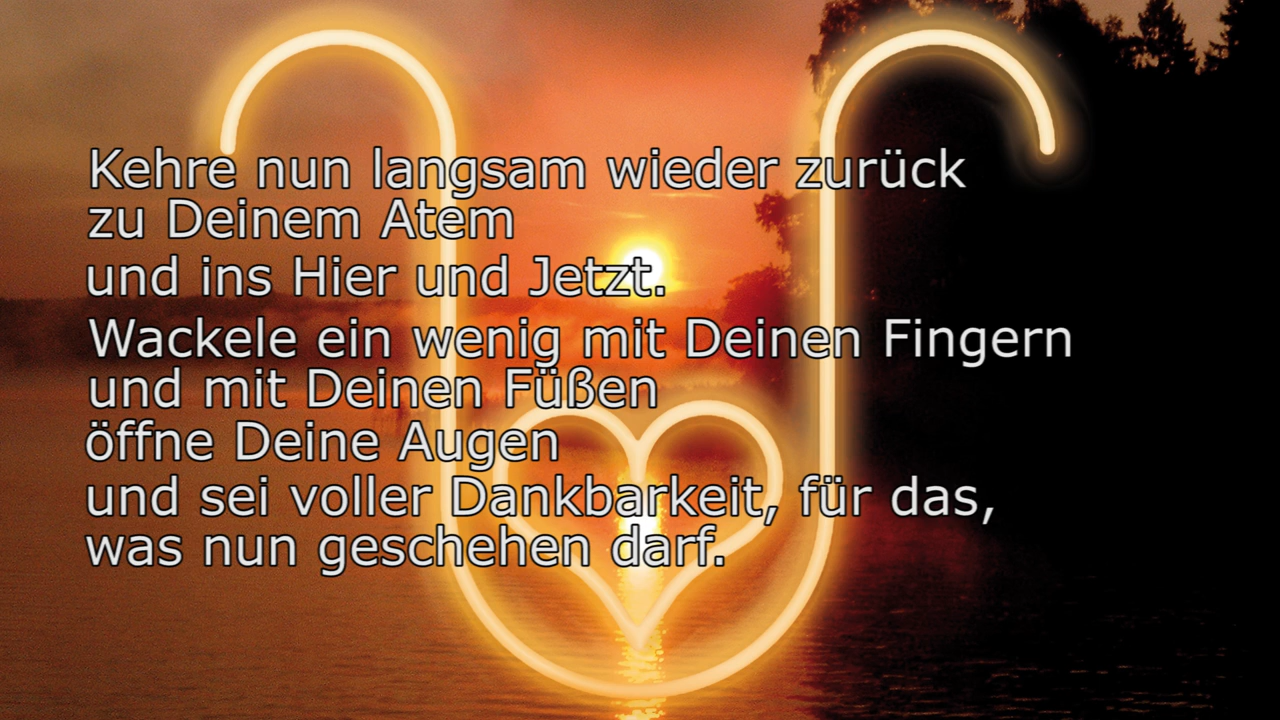 Kehre nun langsam wieder zurück
zu Deinem Atem
und ins Hier und Jetzt.
Wackele ein wenig mit Deinen Fingern
und mit Deinen Füßen
öffne Deine Augen
und sei voller Dankbarkeit, für das,
was nun geschehen darf.